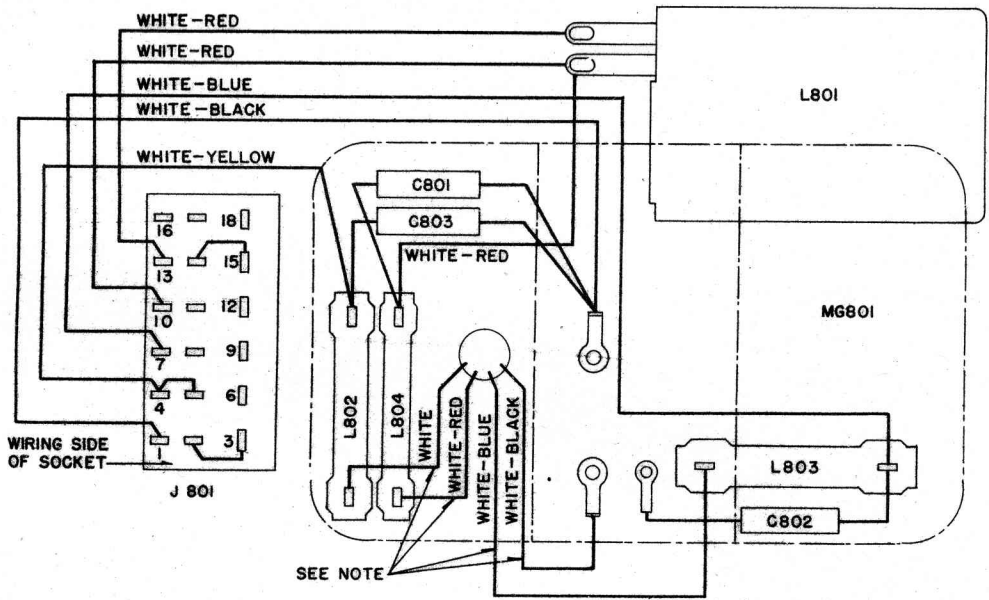 WHITE-RED
WHITE-RED
WHITE-BLUE
WHITE-BLACK
WHITE-YELLOW
L801
C801
C803
WHITE-RED
MG801
16
18
13
15
10
12
7
9
4
6
1
3
WIRING SIDE
OF SOCKET
J 801
L802
L804
WHITE
WHITE-RED
WHITE-BLUE
WHITE-BLACK
L803
C802
SEE NOTE